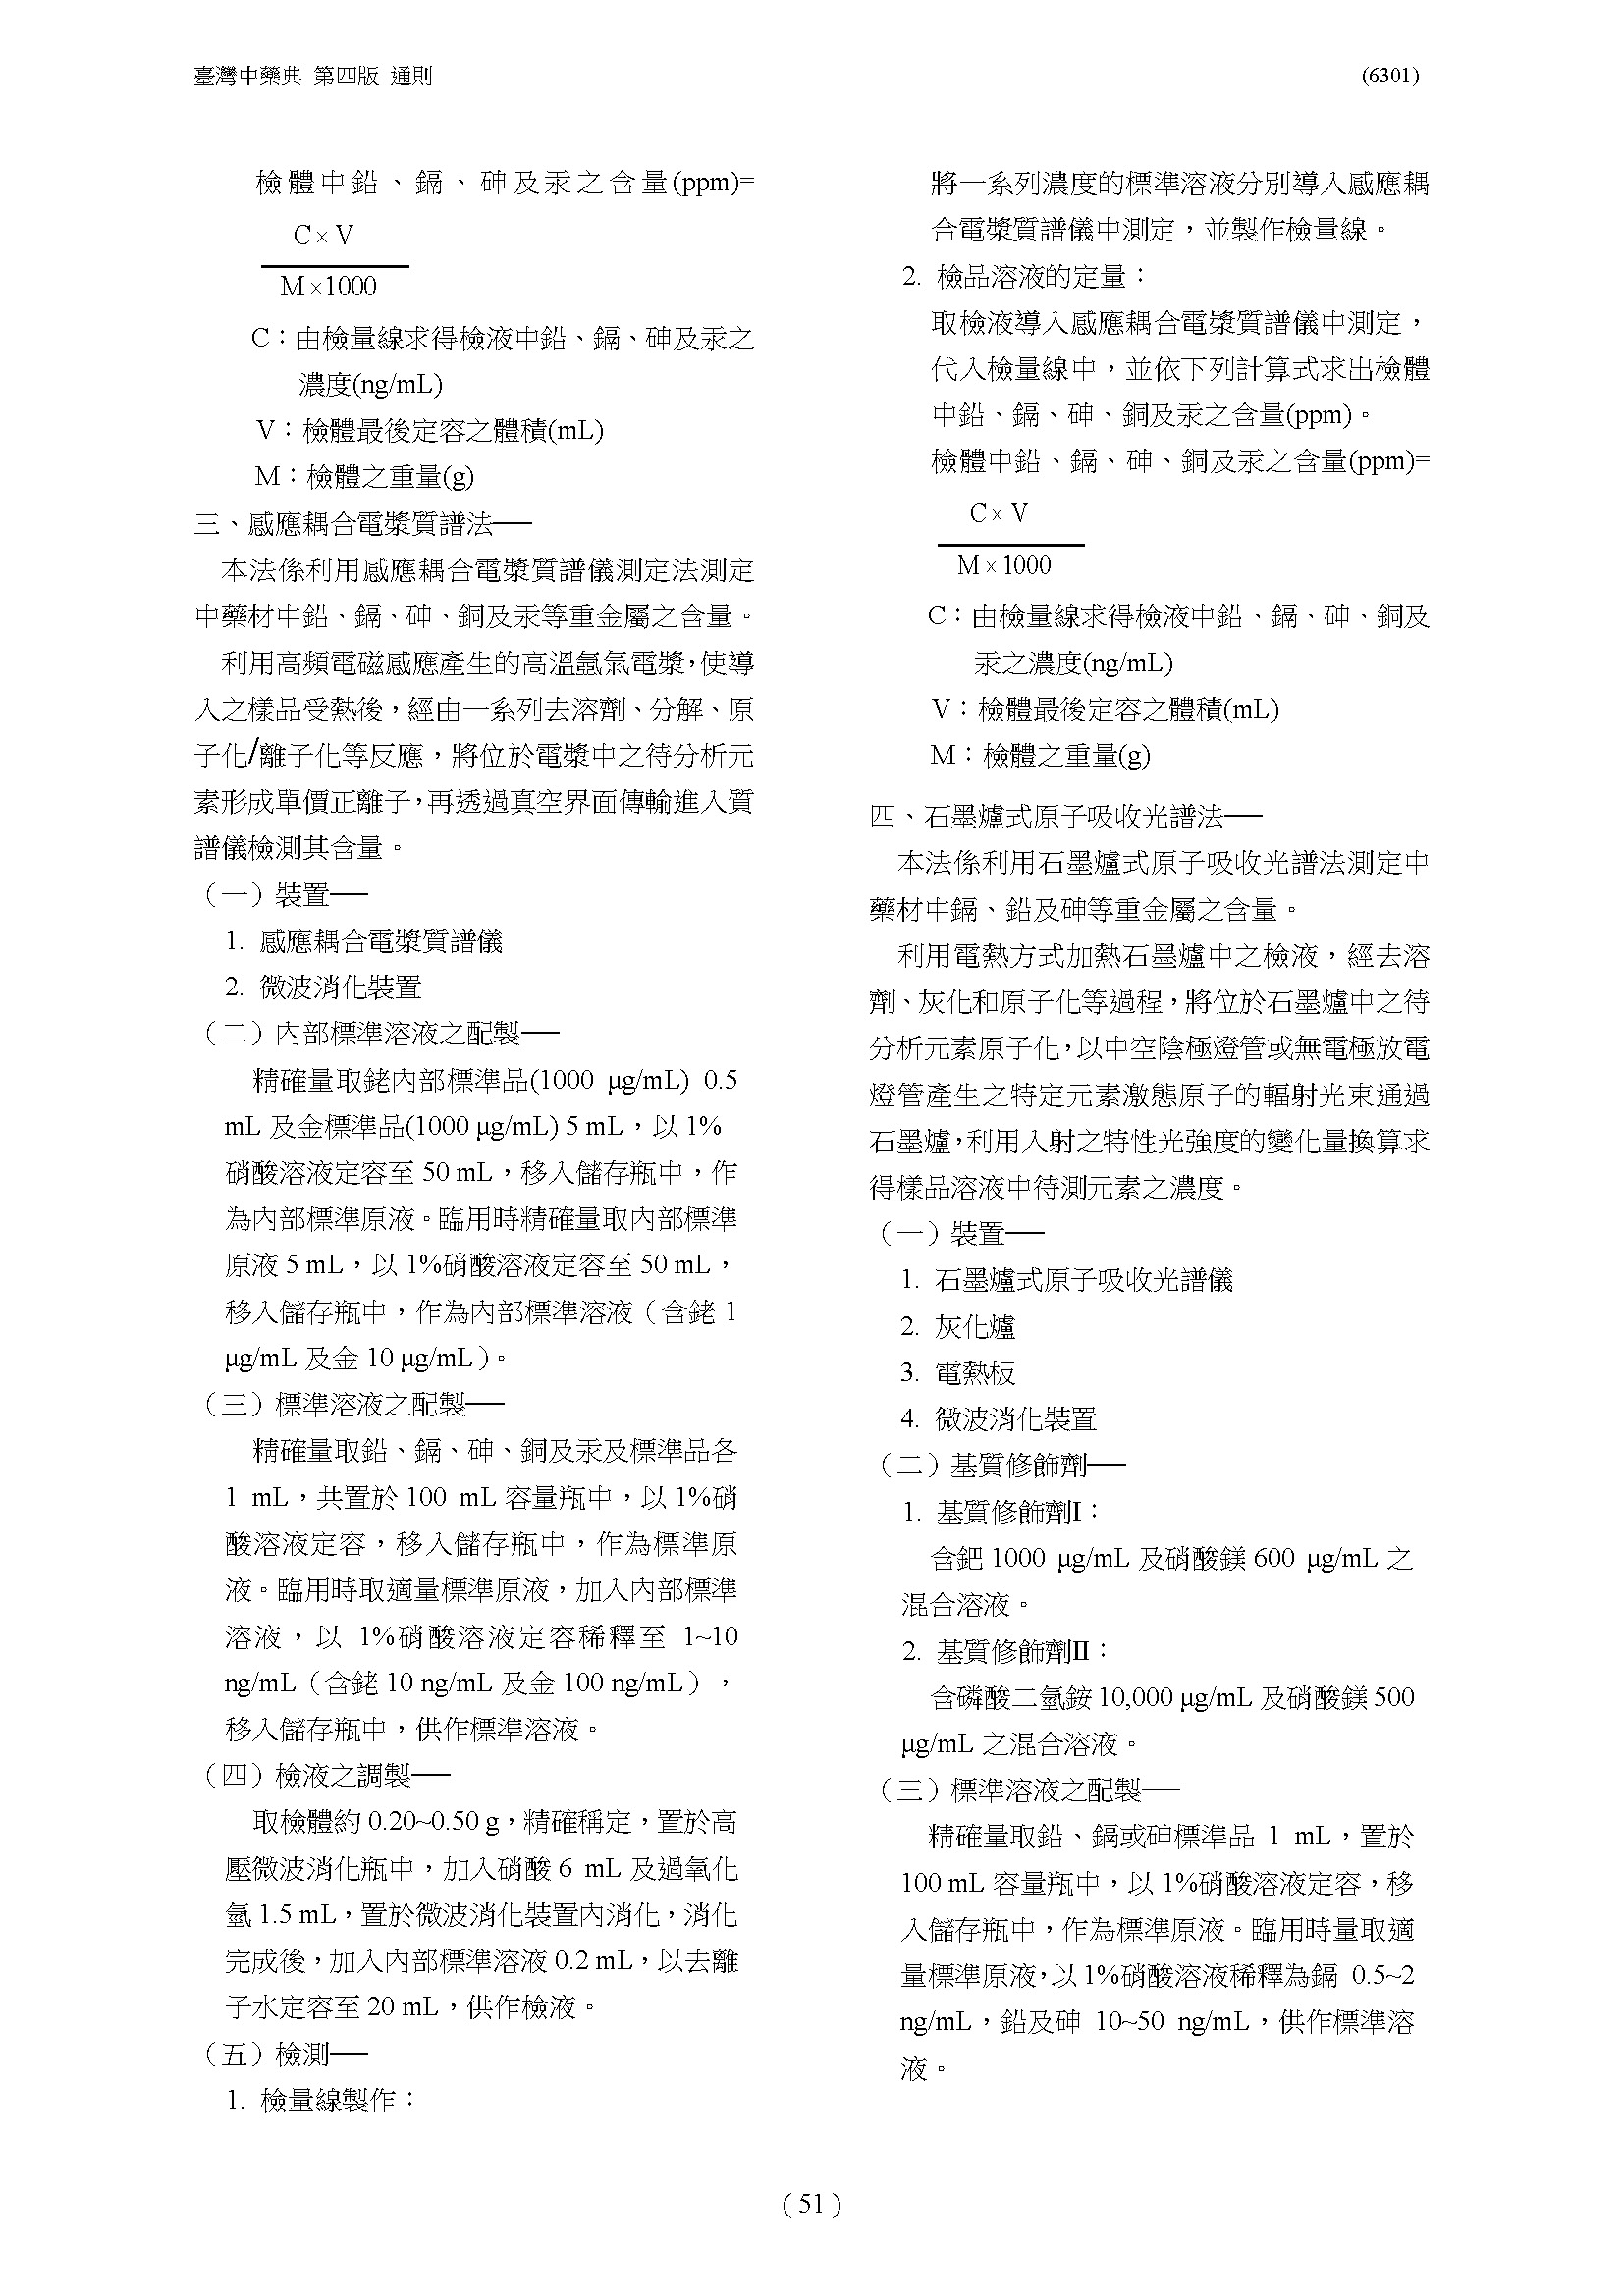 臺灣中藥典 第四版 通則
(6301)
檢體中鉛、鎘、砷及汞之含量(ppm)=
C × V
M ×1000
C：由檢量線求得檢液中鉛、鎘、砷及汞之
濃度(ng/mL)
V：檢體最後定容之體積(mL)
M：檢體之重量(g)
三、感應耦合電漿質譜法──
本法係利用感應耦合電漿質譜儀測定法測定
中藥材中鉛、鎘、砷、銅及汞等重金屬之含量。
利用高頻電磁感應產生的高溫氬氣電漿，使導
入之樣品受熱後，經由一系列去溶劑、分解、原
子化/離子化等反應，將位於電漿中之待分析元
素形成單價正離子，再透過真空界面傳輸進入質
譜儀檢測其含量。
（一）裝置──
1. 感應耦合電漿質譜儀
2. 微波消化裝置
（二）內部標準溶液之配製──
精確量取銠內部標準品(1000 μg/mL) 0.5
mL 及金標準品(1000 μg/mL) 5 mL，以 1%
硝酸溶液定容至 50 mL，移入儲存瓶中，作
為內部標準原液。臨用時精確量取內部標準
原液 5 mL，以 1%硝酸溶液定容至 50 mL，
移入儲存瓶中，作為內部標準溶液（含銠 1
μg/mL 及金 10 μg/mL）。
（三）標準溶液之配製──
精確量取鉛、鎘、砷、銅及汞及標準品各
1 mL，共置於 100 mL 容量瓶中，以 1%硝
酸溶液定容，移入儲存瓶中，作為標準原
液。臨用時取適量標準原液，加入內部標準
溶液，以 1%硝酸溶液定容稀釋至 1~10
ng/mL（含銠 10 ng/mL 及金 100 ng/mL），
移入儲存瓶中，供作標準溶液。
（四）檢液之調製──
取檢體約 0.20~0.50 g，精確稱定，置於高
壓微波消化瓶中，加入硝酸 6 mL 及過氧化
氫 1.5 mL，置於微波消化裝置內消化，消化
完成後，加入內部標準溶液 0.2 mL，以去離
子水定容至 20 mL，供作檢液。
（五）檢測──
1. 檢量線製作：
將一系列濃度的標準溶液分別導入感應耦
合電漿質譜儀中測定，並製作檢量線。
2. 檢品溶液的定量：
取檢液導入感應耦合電漿質譜儀中測定，
代入檢量線中，並依下列計算式求出檢體
中鉛、鎘、砷、銅及汞之含量(ppm)。
檢體中鉛、鎘、砷、銅及汞之含量(ppm)=
C × V
M × 1000
C：由檢量線求得檢液中鉛、鎘、砷、銅及
汞之濃度(ng/mL)
V：檢體最後定容之體積(mL)
M：檢體之重量(g)
四、石墨爐式原子吸收光譜法──
本法係利用石墨爐式原子吸收光譜法測定中
藥材中鎘、鉛及砷等重金屬之含量。
利用電熱方式加熱石墨爐中之檢液，經去溶
劑、灰化和原子化等過程，將位於石墨爐中之待
分析元素原子化，以中空陰極燈管或無電極放電
燈管產生之特定元素激態原子的輻射光束通過
石墨爐，利用入射之特性光強度的變化量換算求
得樣品溶液中待測元素之濃度。
（一）裝置──
1. 石墨爐式原子吸收光譜儀
2. 灰化爐
3. 電熱板
4. 微波消化裝置
（二）基質修飾劑──
1. 基質修飾劑I：
含鈀 1000 μg/mL 及硝酸鎂 600 μg/mL 之
混合溶液。
2. 基質修飾劑II：
含磷酸二氫銨 10,000 μg/mL 及硝酸鎂 500
μg/mL 之混合溶液。
（三）標準溶液之配製──
精確量取鉛、鎘或砷標準品 1 mL，置於
100 mL 容量瓶中，以 1%硝酸溶液定容，移
入儲存瓶中，作為標準原液。臨用時量取適
量標準原液，以 1%硝酸溶液稀釋為鎘 0.5~2
ng/mL，鉛及砷 10~50 ng/mL，供作標準溶
液。
( 51 )